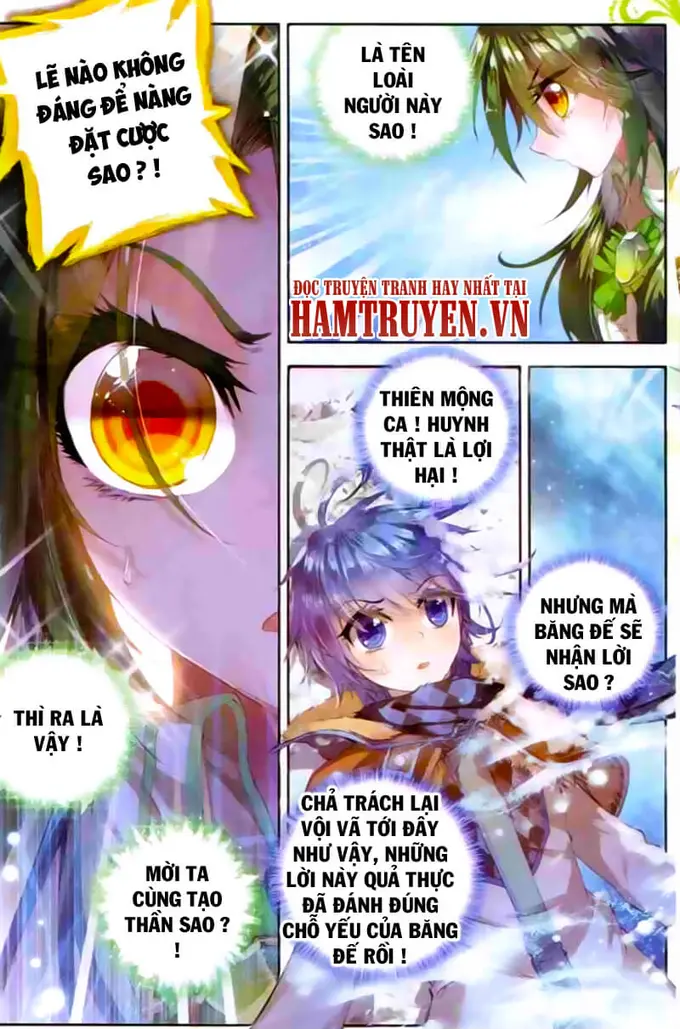 LẼ NÀO KHÔNG
ĐÁNG ĐỂ NÀNG
ĐẶT CƯỢC
SAO ? !
LÀ TÊN
LOÀI
NGƯỜI NÀY
SAO !
ĐỌC TRUYỆN TRANH HAY NHẤT TẠI
HAMTRUYEN.VN
THIÊN MỘNG
CA ! HUYNH
THẬT LÀ LỢI
HẠI !
NHƯNG MÀ
BĂNG ĐẾ SẼ
NHẬN LỜI
SAO ?
THÌ RA LÀ
VẬY !
MỜI TA
CÙNG TẠO
THẦN SAO ?
!
CHẢ TRÁCH LẠI
VỘI VÃ TỚI ĐÂY
NHƯ VẬY, NHỮNG
LỜI NÀY QUẢ THỰC
ĐÃ ĐÁNH ĐÚNG
CHỖ YẾU CỦA BĂNG
ĐẾ RỒI !